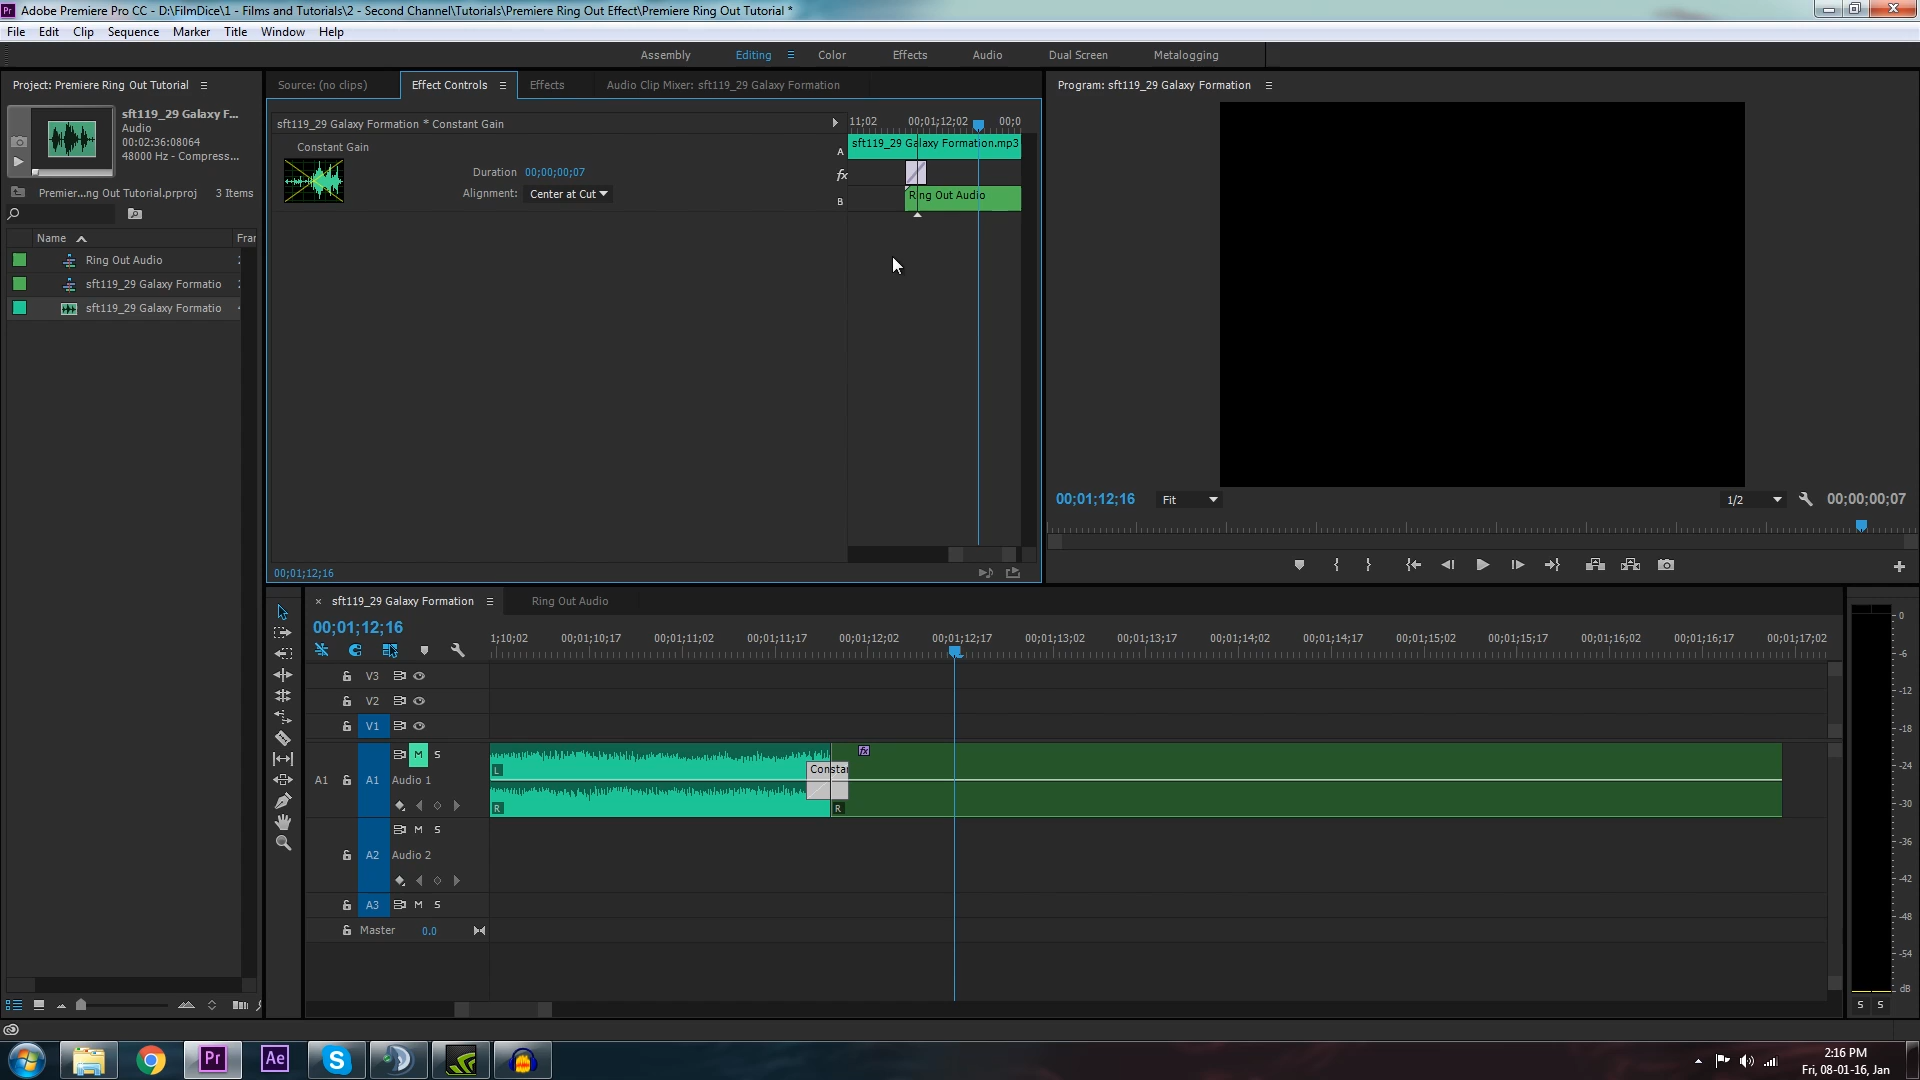 Adobe Premiere Pro CC - D:\FilmDice\1 - Films and Tutorials\2 - Second Channel\Tutorials\Premiere Ring Out Effect\Premiere Ring Out Tutorial *
File Edit Clip Sequence Marker Title Window Help
Assembly Editing Color Effects Audio Dual Screen Metalogging
Project: Premiere Ring Out Tutorial
sft119_29 Galaxy F...
Audio
00:02:36:08064
48000 Hz - Compress...
Premier...ng Out Tutorial.prproj 3 Items
Name Frar
Ring Out Audio
sft119_29 Galaxy Formatio
sft119_29 Galaxy Formatio
Source: (no clips) Effect Controls Effects Audio Clip Mixer: sft119_29 Galaxy Formation
sft119_29 Galaxy Formation * Constant Gain
Constant Gain
Duration 00;00;00;07
Alignment: Center at Cut
11;02 00;01;12;02 00;0
A sft119_29 Galaxy Formation.mp3
fx
B Ring Out Audio
00;01;12;16
Program: sft119_29 Galaxy Formation
00;01;12;16 Fit 1/2 00;00;00;07
× sft119_29 Galaxy Formation Ring Out Audio
00;01;12;16
1;10;02 00;01;10;17 00;01;11;02 00;01;11;17 00;01;12;02 00;01;12;17 00;01;13;02 00;01;13;17 00;01;14;02 00;01;14;17 00;01;15;02 00;01;15;17 00;01;16;02 00;01;16;17 00;01;17;02
V3
V2
V1
M S
A1 A1 Audio 1
L
R
Constar
fx
R
M S
A2 Audio 2
A3 M S
Master 0.0
0
-6
-12
-18
-24
-30
-36
-42
-48
-54
dB
S S
Pr Ae S
2:16 PM
Fri, 08-01-16, Jan